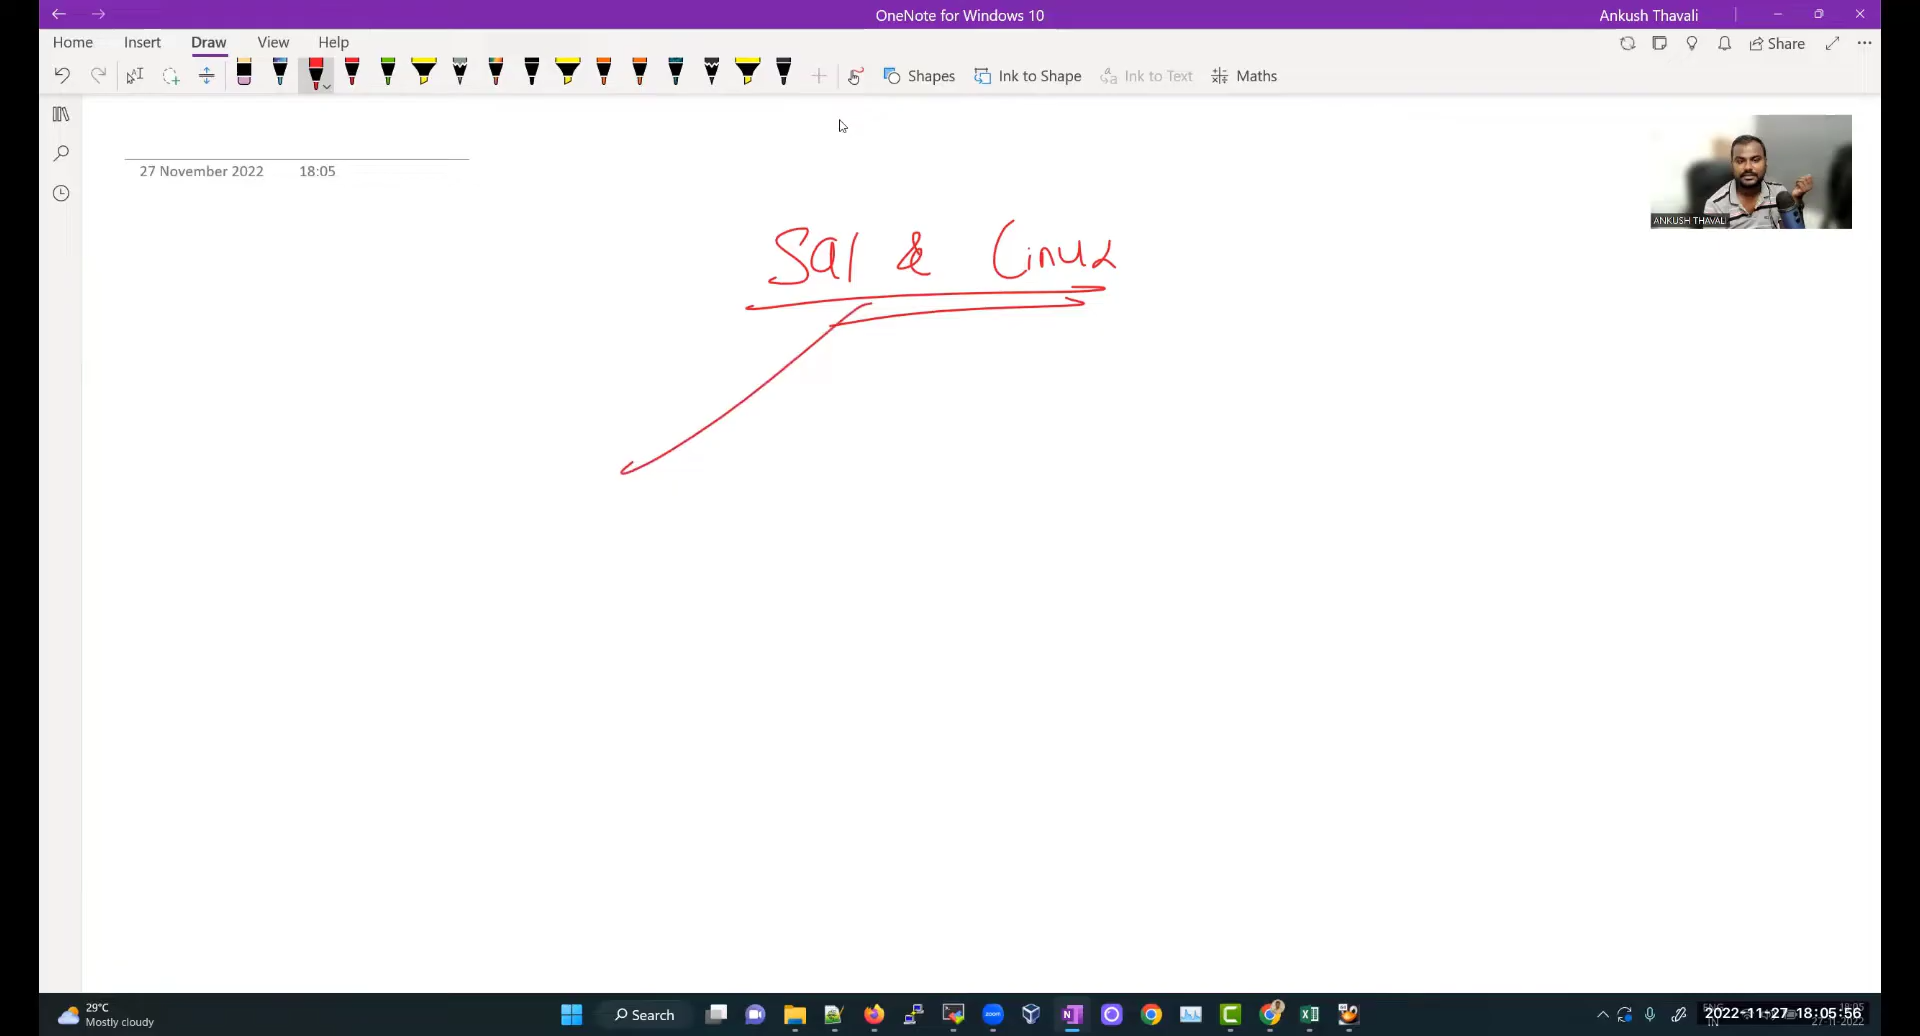 OneNote for Windows 10
Ankush Thavali
Home Insert Draw View Help
Share
Shapes Ink to Shape Ink to Text Maths
27 November 2022 18:05
ANKUSH THAVALI
Sql & Linux
29°C
Mostly cloudy
Search
zoom
2022-11-27 18:05:56